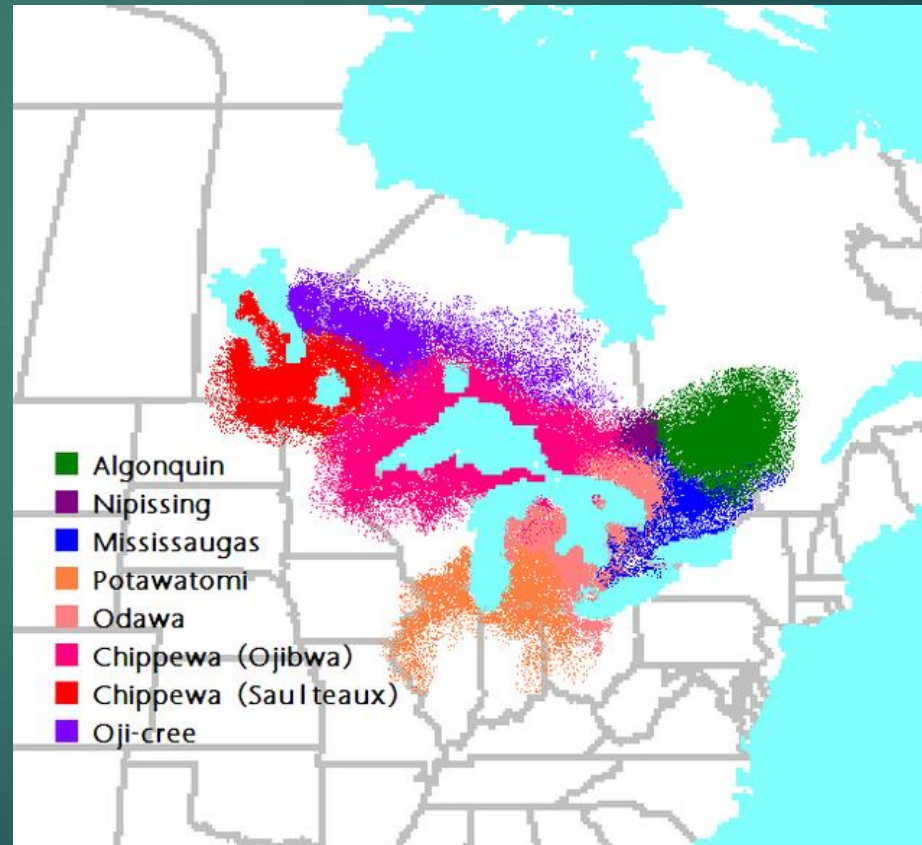 Algonquin
Nipissing
Mississaugas
Potawatomi
Odawa
Chippewa (Ojibwa)
Chippewa (Saulteaux)
Oji-cree